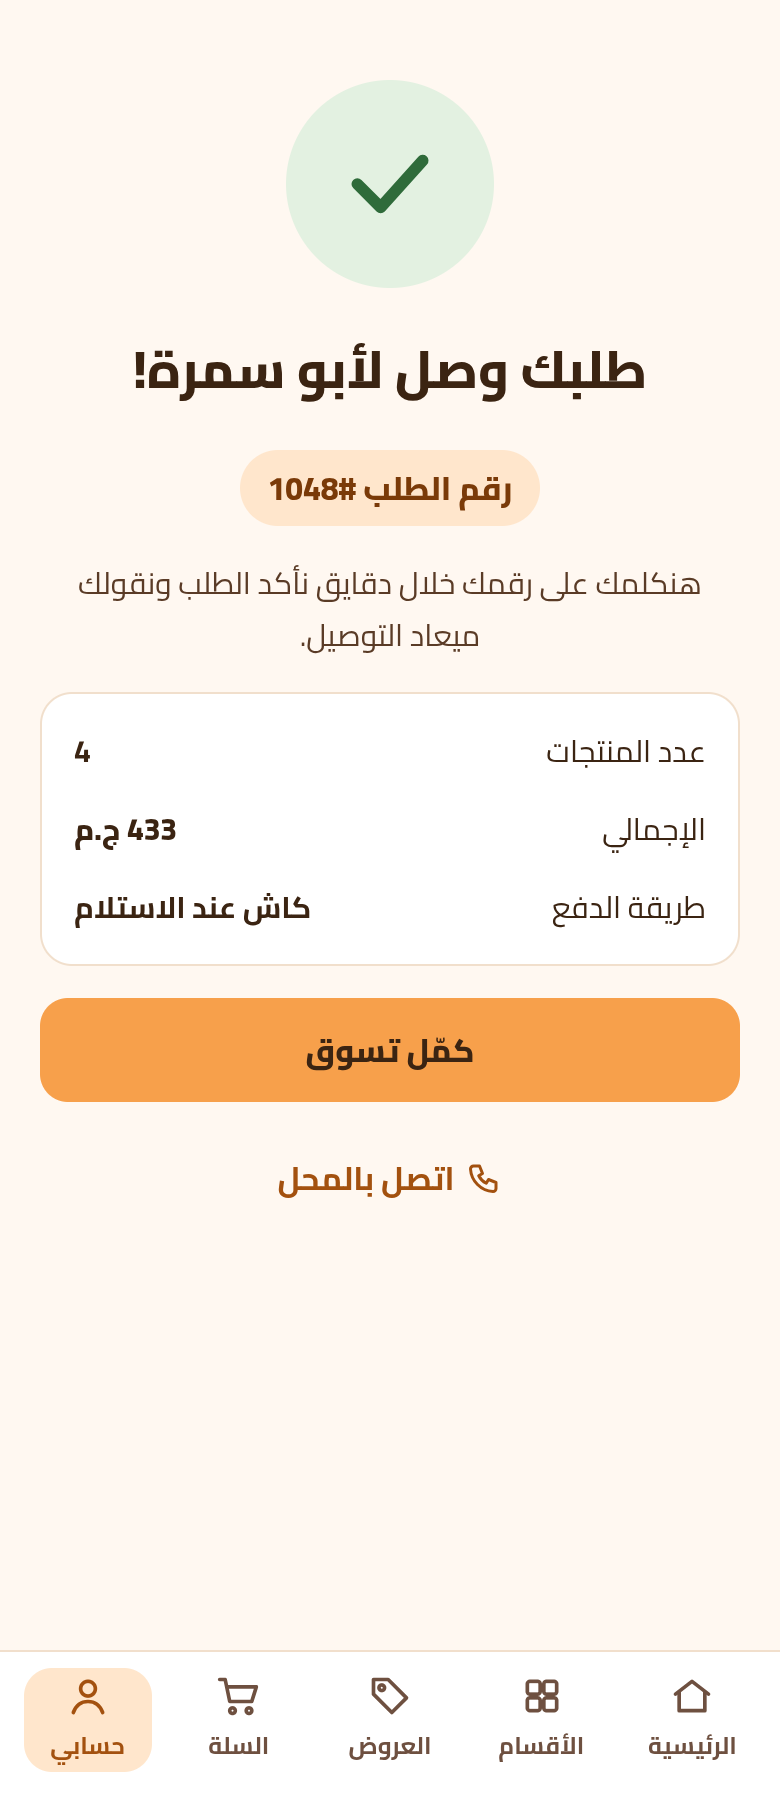 طلبك وصل لأبو سمرة!
رقم الطلب #1048
هنكلمك على رقمك خلال دقايق نأكد الطلب ونقولك
ميعاد التوصيل.
عدد المنتجات 4
الإجمالي 433 ج.م
طريقة الدفع كاش عند الاستلام
كمّل تسوق
اتصل بالمحل
الرئيسية الأقسام العروض السلة حسابي